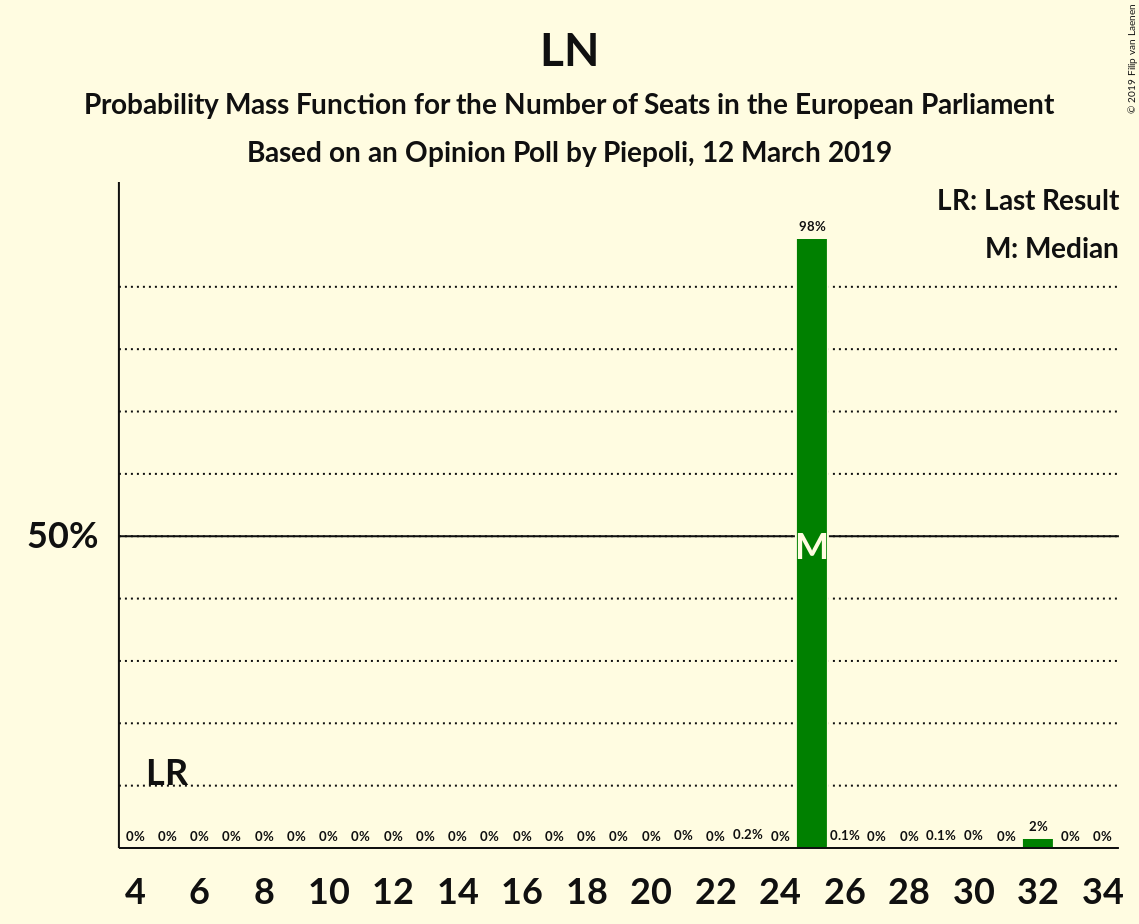 LN
Probability Mass Function for the Number of Seats in the European Parliament
Based on an Opinion Poll by Piepoli, 12 March 2019
© 2019 Filip van Laenen
LR: Last Result
M: Median
98%
50%
M
LR
0% 0% 0% 0% 0% 0% 0% 0% 0% 0% 0% 0% 0% 0% 0% 0% 0% 0% 0% 0.2% 0% 0.1% 0% 0% 0.1% 0% 0% 2% 0% 0%
4 6 8 10 12 14 16 18 20 22 24 26 28 30 32 34